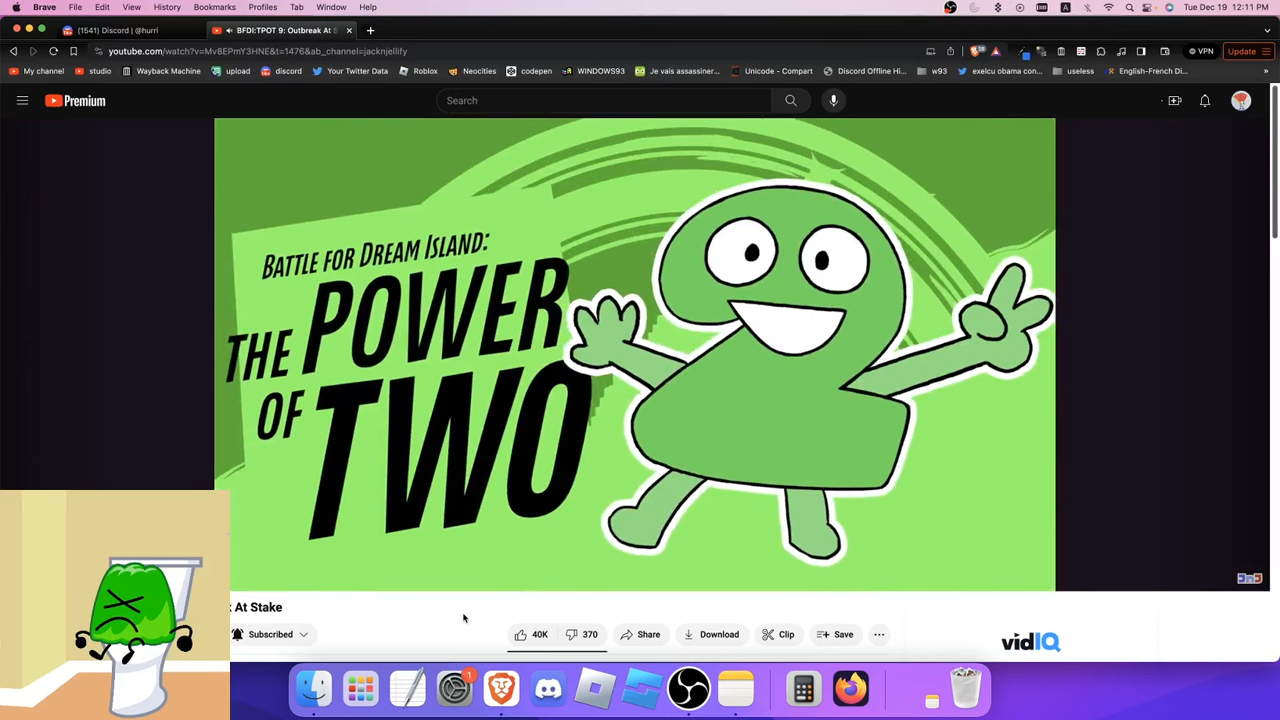 Brave File Edit View History Bookmarks Profiles Tab Window Help
A Tue Dec 19 12:11 PM
(1541) Discord | @hurri
BFDI:TPOT 9: Outbreak At S
youtube.com/watch?v=Mv8EPmY3HNE&t=1476&ab_channel=jacknjellify
VPN
Update
My channel studio Wayback Machine upload discord Your Twitter Data Roblox Neocities codepen WINDOWS93 Je vais assassiner... Unicode - Compart Discord Offline Hi... w93 exelcu obama con... useless English-French Di...
Premium
Search
BATTLE FOR DREAM ISLAND:
THE POWER
OF TWO
k At Stake
Subscribed
40K 370 Share Download Clip Save
vidIQ
1